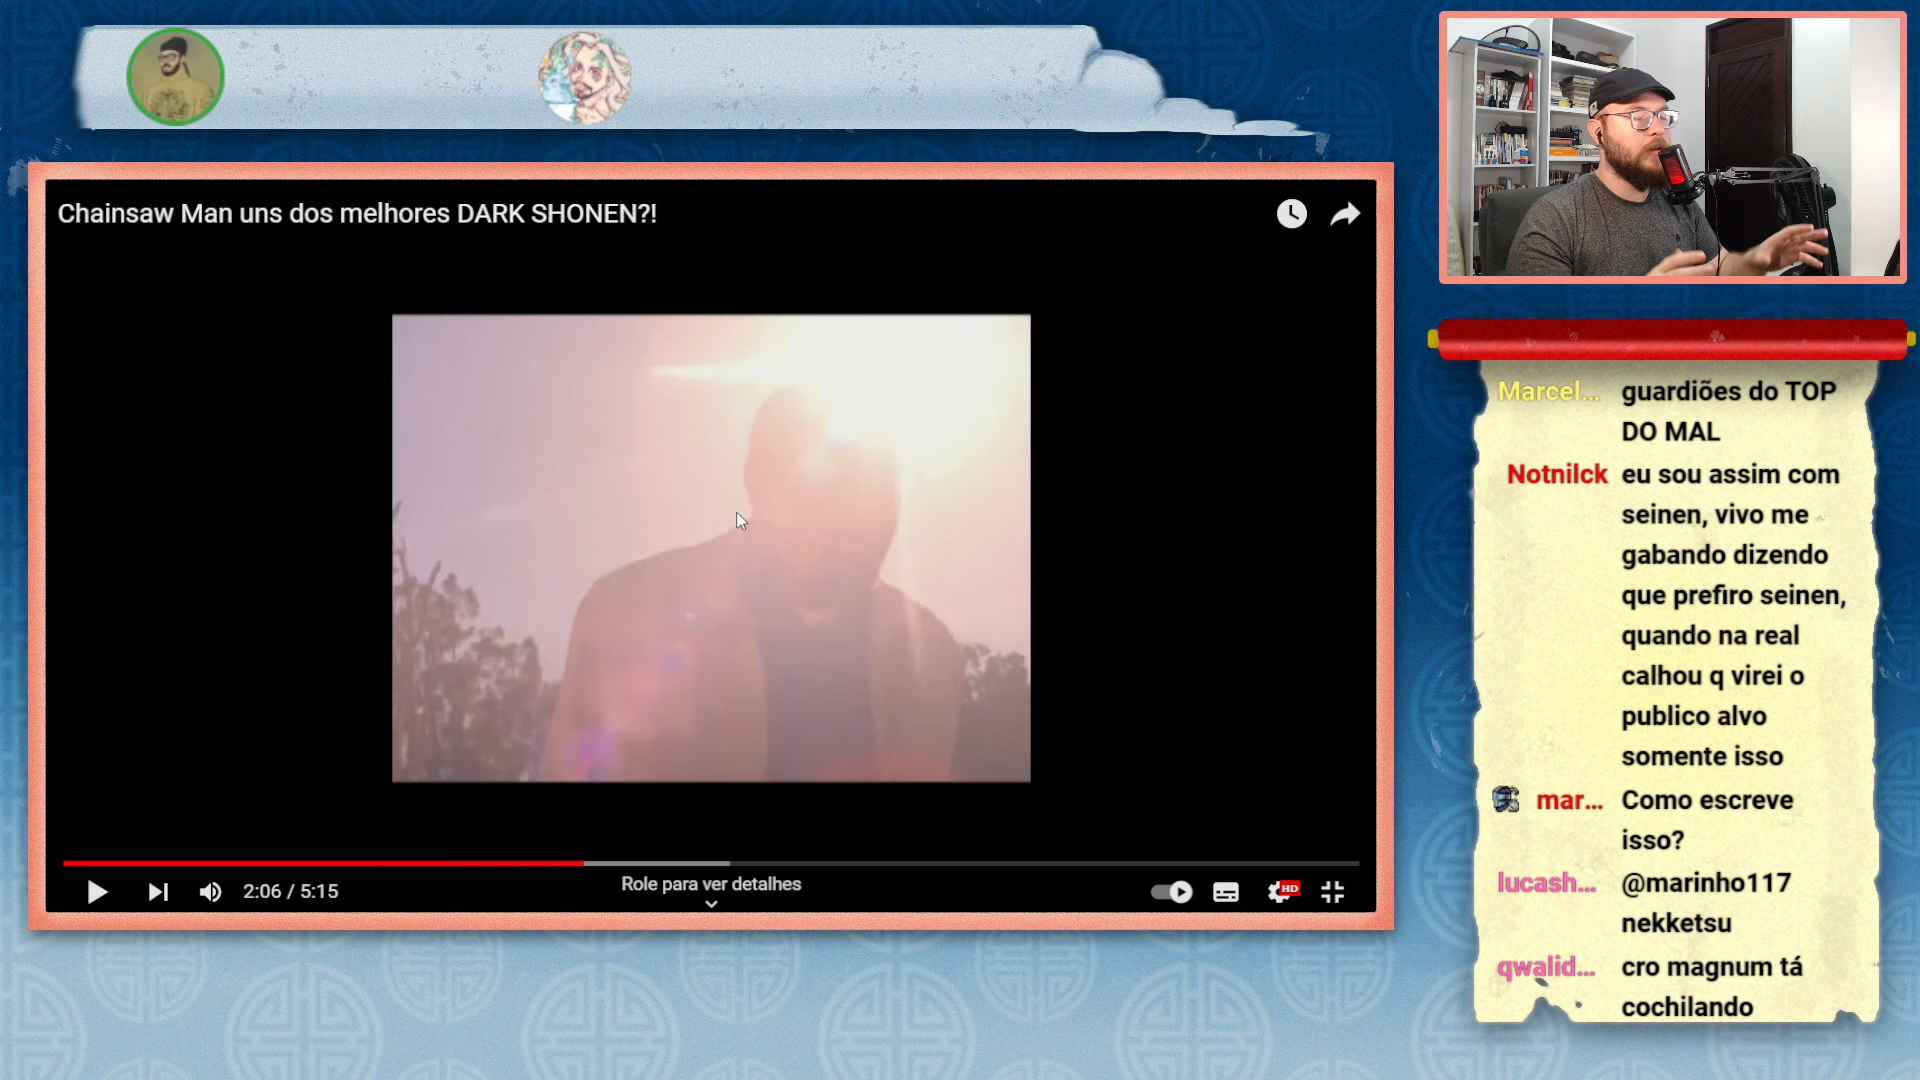 Chainsaw Man uns dos melhores DARK SHONEN?!
2:06 / 5:15
Role para ver detalhes
HD
Marcel... guardiões do TOP
DO MAL
Notnilck eu sou assim com
seinen, vivo me
gabando dizendo
que prefiro seinen,
quando na real
calhou q virei o
publico alvo
somente isso
mar... Como escreve
isso?
lucash... @marinho117
nekketsu
qwalid... cro magnum tá
cochilando